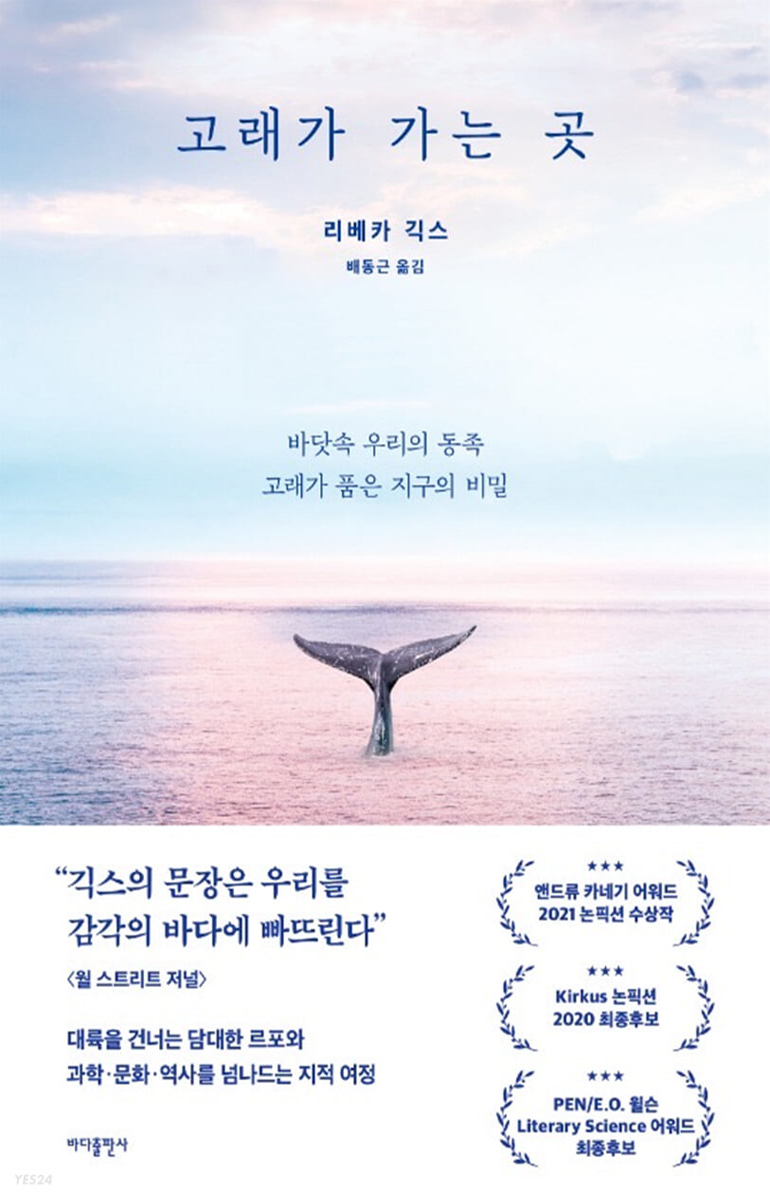 고래가 가는 곳
리베카 긱스
배동근 옮김
바닷속 우리의 동족
고래가 품은 지구의 비밀
“긱스의 문장은 우리를
감각의 바다에 빠뜨린다”
〈월 스트리트 저널〉
대륙을 건너는 담대한 르포와
과학·문화·역사를 넘나드는 지적 여정
바다출판사
★★★
앤드류 카네기 어워드
2021 논픽션 수상작
★★★
Kirkus 논픽션
2020 최종후보
★★★
PEN/E.O. 윌슨
Literary Science 어워드
최종후보
YES24